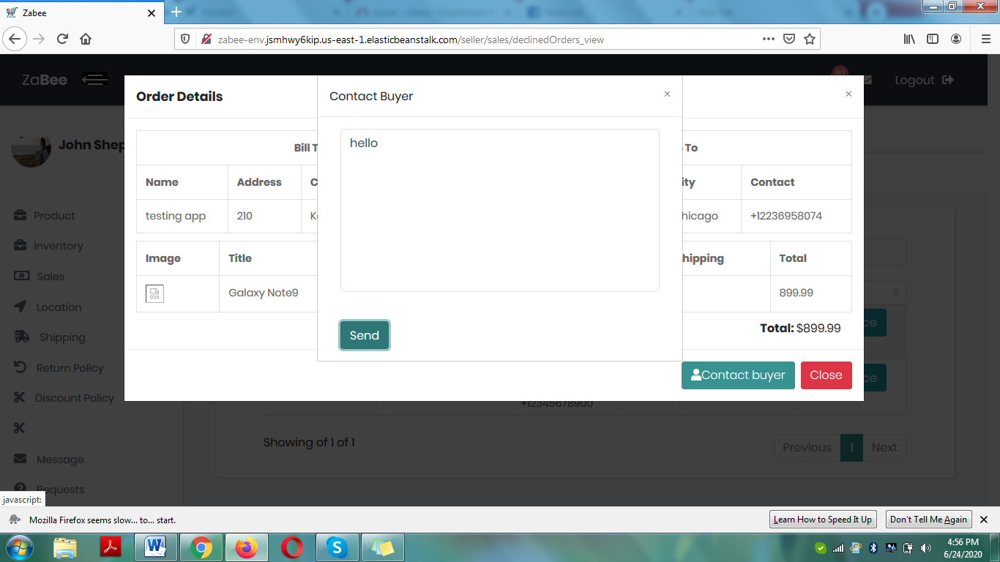 Zabee
zabee-env.jsmhwy6kip.us-east-1.elasticbeanstalk.com/seller/sales/declinedOrders_view
ZaBee
110
Logout
Order Details
×
Contact Buyer
×
hello
Send
John Shep
Product
Inventory
Sales
Location
Shipping
Return Policy
Discount Policy
Message
Requests
Bill T
To
Name Address C ity Contact
testing app 210 K hicago +12236958074
Image Title hipping Total
Galaxy Note9 899.99
Total: $899.99
Contact buyer Close
ce
ce
+12345678900
Showing of 1 of 1
Previous 1 Next
javascript:
Mozilla Firefox seems slow... to... start.
Learn How to Speed It Up Don't Tell Me Again
4:56 PM
6/24/2020